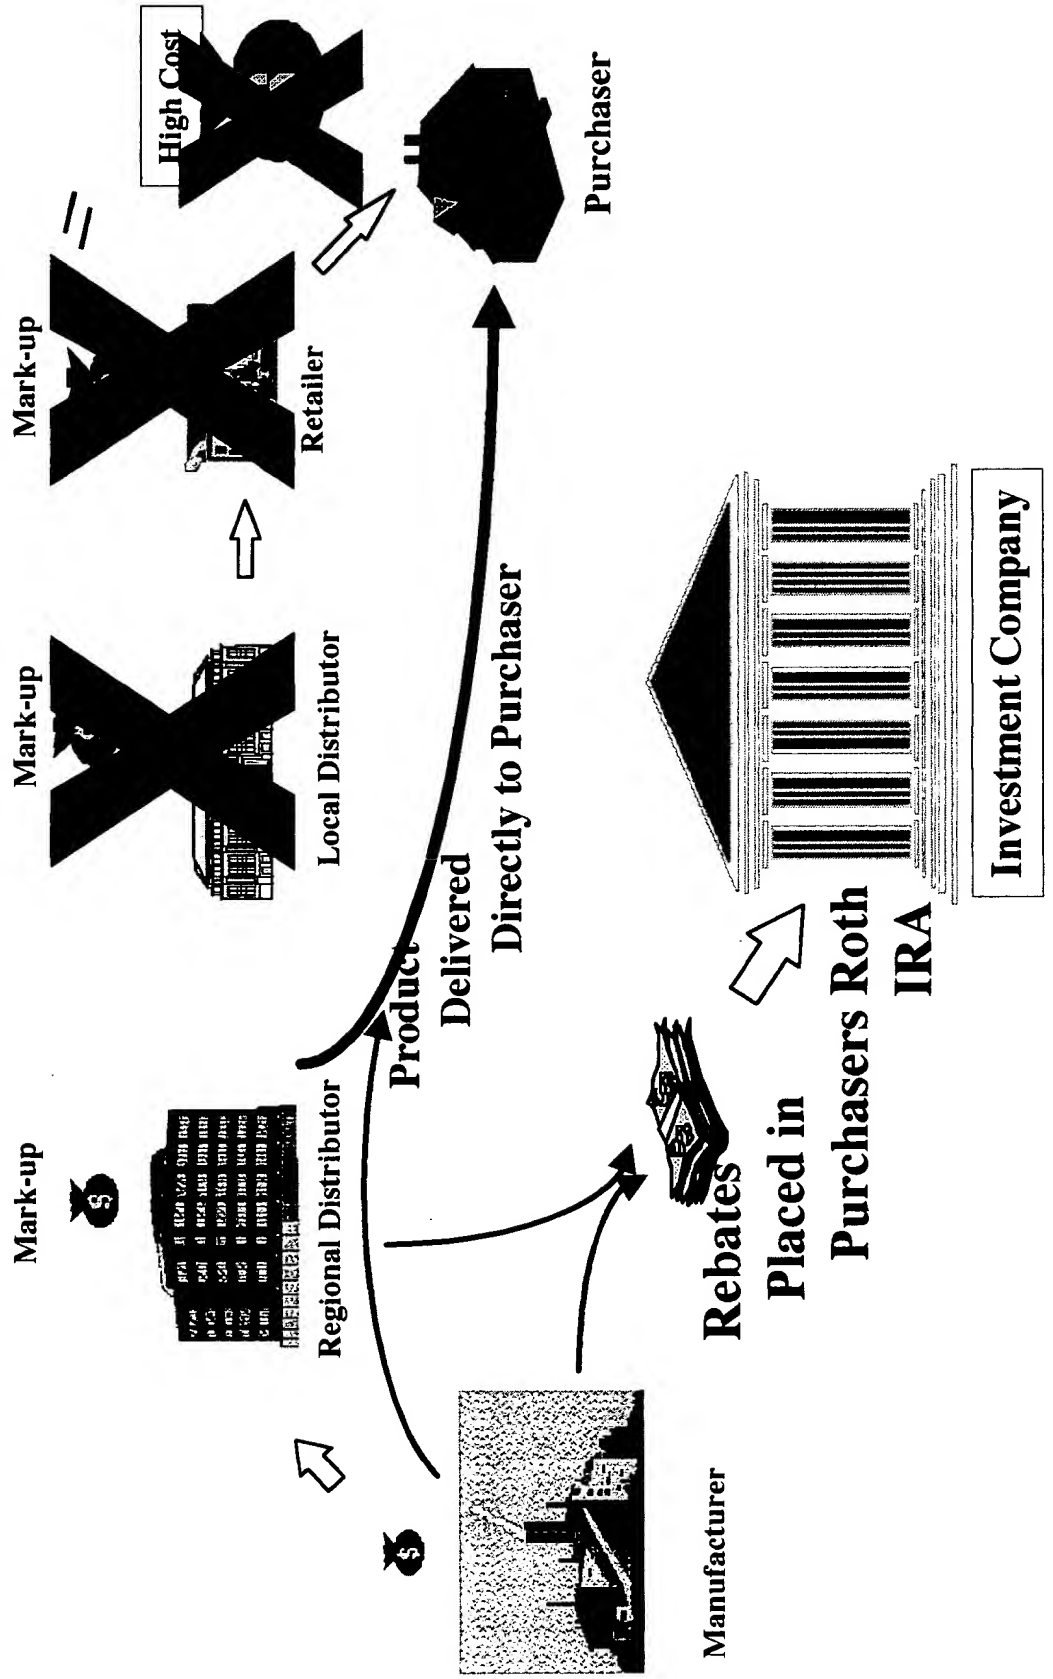 Mark-up
Mark-up
Mark-up
High Cost
Regional Distributor
Local Distributor
Retailer
Product
Delivered
Directly to Purchaser
Purchaser
Manufacturer
Rebates
Placed in
Purchasers Roth
IRA
Investment Company
$
$